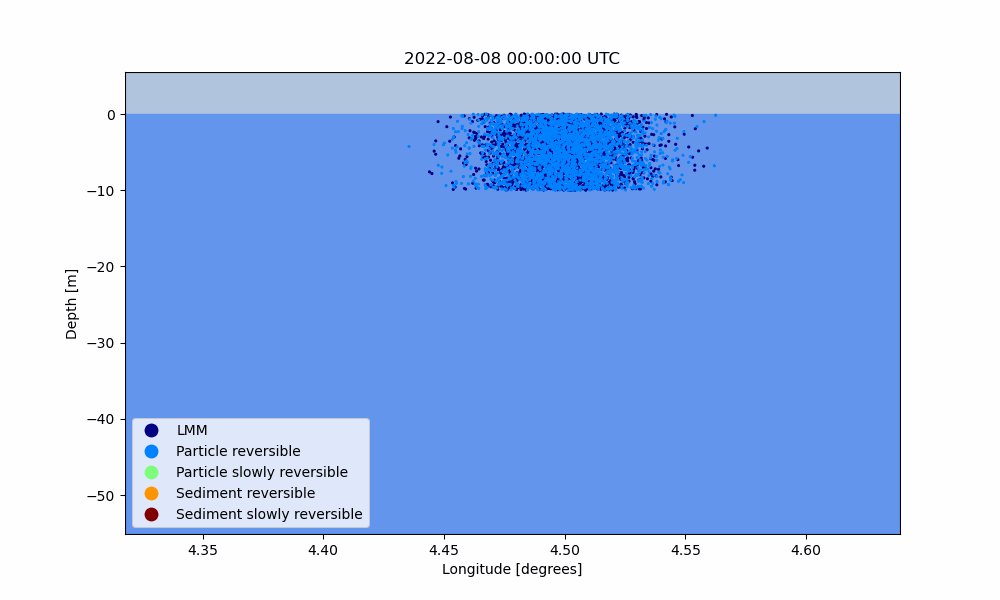 2022-08-08 00:00:00 UTC
0
−10
−20
−30
−40
−50
Depth [m]
LMM
Particle reversible
Particle slowly reversible
Sediment reversible
Sediment slowly reversible
4.35 4.40 4.45 4.50 4.55 4.60
Longitude [degrees]